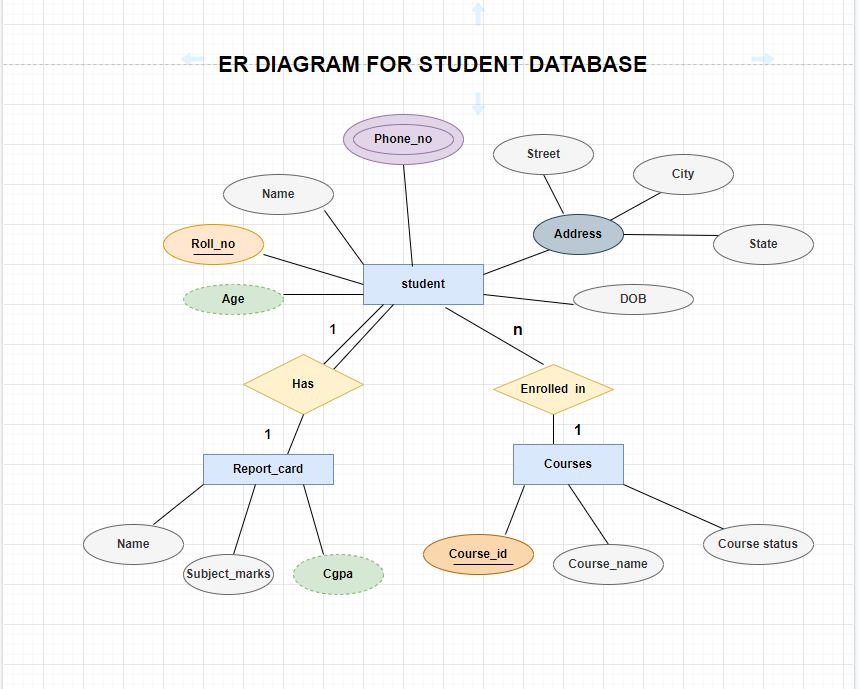 ER DIAGRAM FOR STUDENT DATABASE
Phone_no
Street
City
Name
Address
Roll_no
State
student
Age
DOB
1
n
Has
Enrolled in
1
1
Report_card
Courses
Name
Subject_marks
Cgpa
Course_id
Course_name
Course status